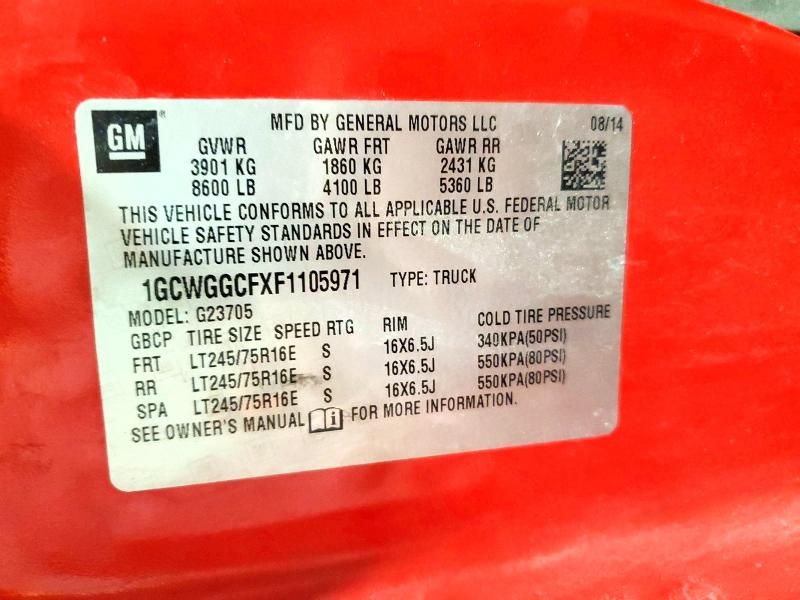 GM ® MFD BY GENERAL MOTORS LLC 08/14
GVWR GAWR FRT GAWR RR
3901 KG 1860 KG 2431 KG
8600 LB 4100 LB 5360 LB
THIS VEHICLE CONFORMS TO ALL APPLICABLE U.S. FEDERAL MOTOR
VEHICLE SAFETY STANDARDS IN EFFECT ON THE DATE OF
MANUFACTURE SHOWN ABOVE.
1GCWGGCFXF1105971 TYPE: TRUCK
MODEL: G23705
GBCP TIRE SIZE SPEED RTG RIM COLD TIRE PRESSURE
FRT LT245/75R16E S 16X6.5J 340KPA(50PSI)
RR LT245/75R16E S 16X6.5J 550KPA(80PSI)
SPA LT245/75R16E S 16X6.5J 550KPA(80PSI)
SEE OWNER'S MANUAL i FOR MORE INFORMATION.